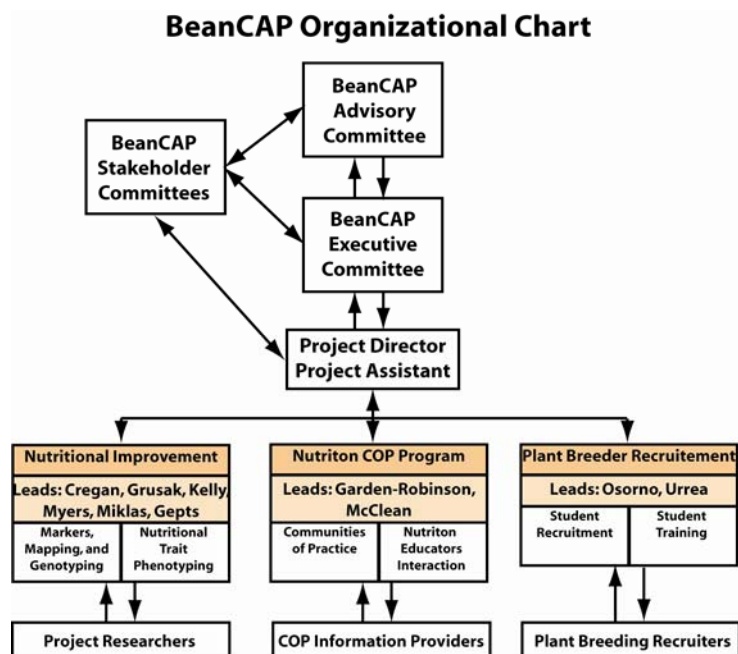 BeanCAP Organizational Chart
BeanCAP
Advisory
Committee
BeanCAP
Stakeholder
Committees
BeanCAP
Executive
Committee
Project Director
Project Assistant
Nutritional Improvement
Leads: Cregan, Grusak, Kelly,
Myers, Miklas, Gepts
Markers,
Mapping, and
Genotyping
Nutritional
Trait
Phenotyping
Project Researchers
Nutriton COP Program
Leads: Garden-Robinson,
McClean
Communities
of Practice
Nutriton
Educators
Interaction
COP Information Providers
Plant Breeder Recruitement
Leads: Osorno, Urrea
Student
Recruitment
Student
Training
Plant Breeding Recruiters